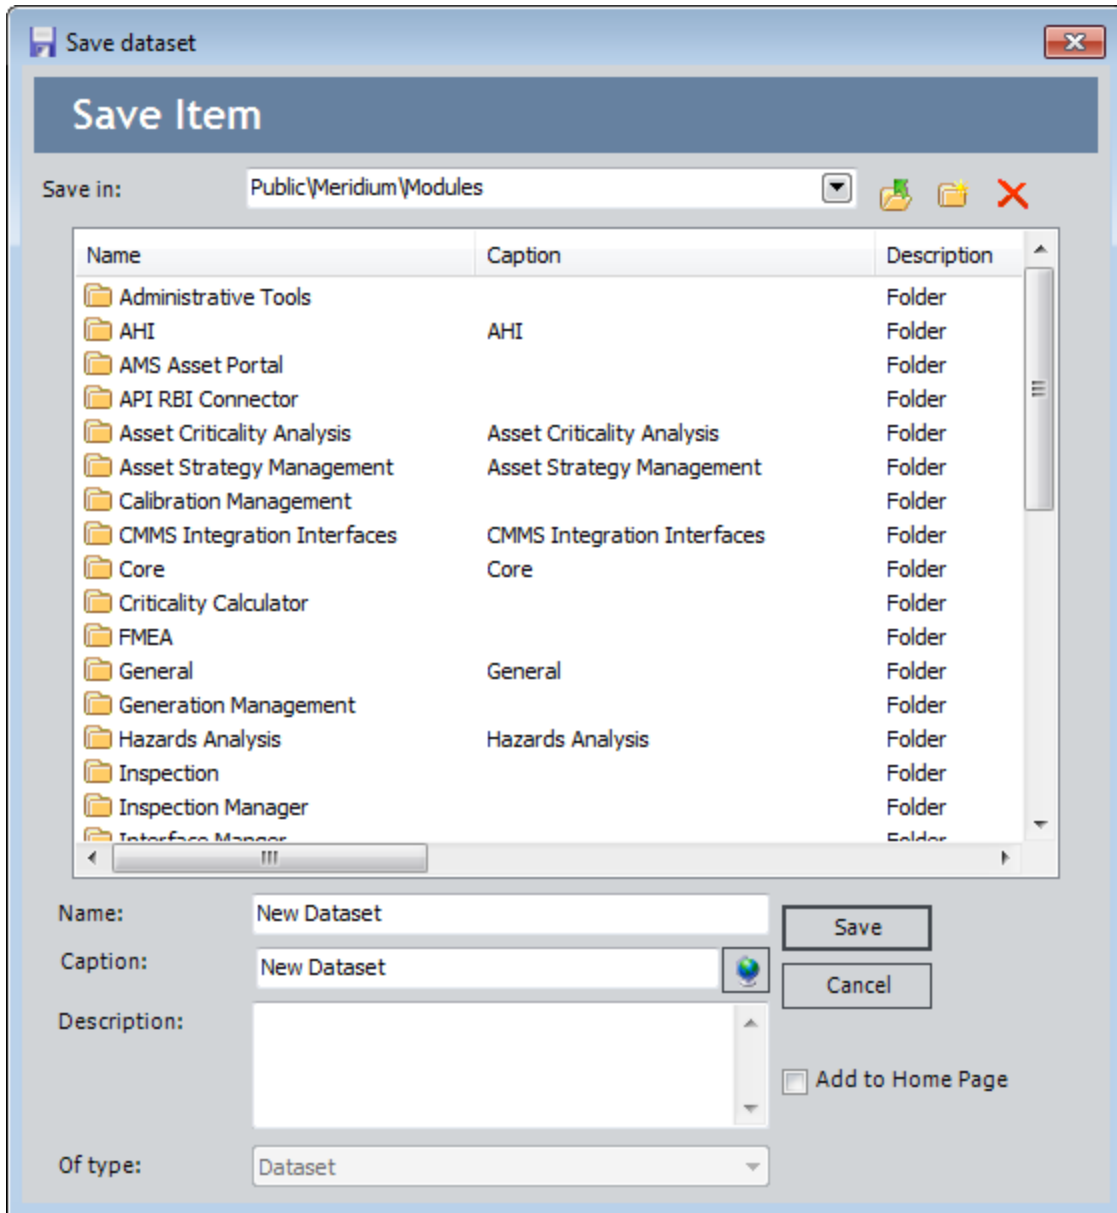 Save dataset
Save Item
Save in: Public\Meridium\Modules
Name Caption Description
Administrative Tools Folder
AHI AHI Folder
AMS Asset Portal Folder
API RBI Connector Folder
Asset Criticality Analysis Asset Criticality Analysis Folder
Asset Strategy Management Asset Strategy Management Folder
Calibration Management Folder
CMMS Integration Interfaces CMMS Integration Interfaces Folder
Core Core Folder
Criticality Calculator Folder
FMEA Folder
General General Folder
Generation Management Folder
Hazards Analysis Hazards Analysis Folder
Inspection Folder
Inspection Manager Folder
Interface Manger Folder
Name: New Dataset Save
Caption: New Dataset Cancel
Description:
Add to Home Page
Of type: Dataset